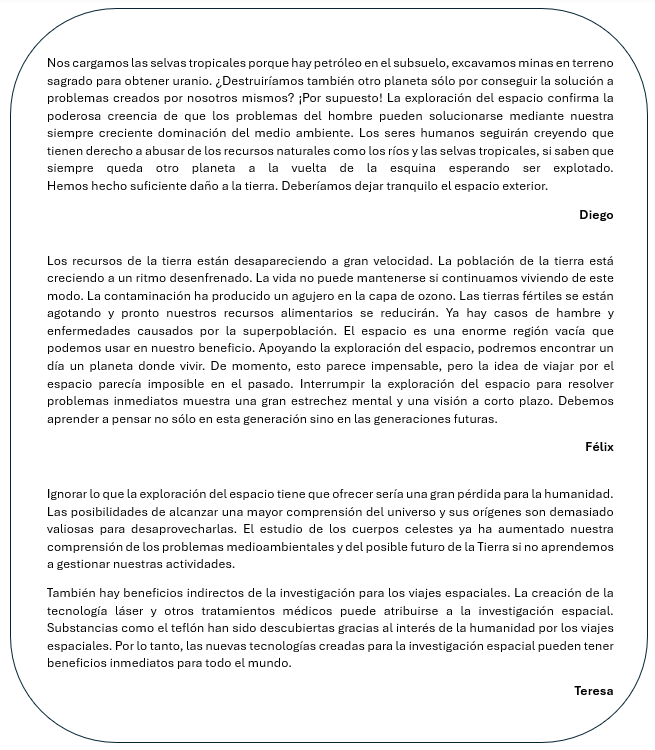 Nos cargamos las selvas tropicales porque hay petróleo en el subsuelo, excavamos minas en terreno
sagrado para obtener uranio. ¿Destruiríamos también otro planeta sólo por conseguir la solución a
problemas creados por nosotros mismos? ¡Por supuesto! La exploración del espacio confirma la
poderosa creencia de que los problemas del hombre pueden solucionarse mediante nuestra
siempre creciente dominación del medio ambiente. Los seres humanos seguirán creyendo que
tienen derecho a abusar de los recursos naturales como los ríos y las selvas tropicales, si saben que
siempre queda otro planeta a la vuelta de la esquina esperando ser explotado.
Hemos hecho suficiente daño a la tierra. Deberíamos dejar tranquilo el espacio exterior.
Diego
Los recursos de la tierra están desapareciendo a gran velocidad. La población de la tierra está
creciendo a un ritmo desenfrenado. La vida no puede mantenerse si continuamos viviendo de este
modo. La contaminación ha producido un agujero en la capa de ozono. Las tierras fértiles se están
agotando y pronto nuestros recursos alimentarios se reducirán. Ya hay casos de hambre y
enfermedades causados por la superpoblación. El espacio es una enorme región vacía que
podemos usar en nuestro beneficio. Apoyando la exploración del espacio, podremos encontrar un
día un planeta donde vivir. De momento, esto parece impensable, pero la idea de viajar por el
espacio parecía imposible en el pasado. Interrumpir la exploración del espacio para resolver
problemas inmediatos muestra una gran estrechez mental y una visión a corto plazo. Debemos
aprender a pensar no sólo en esta generación sino en las generaciones futuras.
Félix
Ignorar lo que la exploración del espacio tiene que ofrecer sería una gran pérdida para la humanidad.
Las posibilidades de alcanzar una mayor comprensión del universo y sus orígenes son demasiado
valiosas para desaprovecharlas. El estudio de los cuerpos celestes ya ha aumentado nuestra
comprensión de los problemas medioambientales y del posible futuro de la Tierra si no aprendemos
a gestionar nuestras actividades.
También hay beneficios indirectos de la investigación para los viajes espaciales. La creación de la
tecnología láser y otros tratamientos médicos puede atribuirse a la investigación espacial.
Substancias como el teflón han sido descubiertas gracias al interés de la humanidad por los viajes
espaciales. Por lo tanto, las nuevas tecnologías creadas para la investigación espacial pueden tener
beneficios inmediatos para todo el mundo.
Teresa